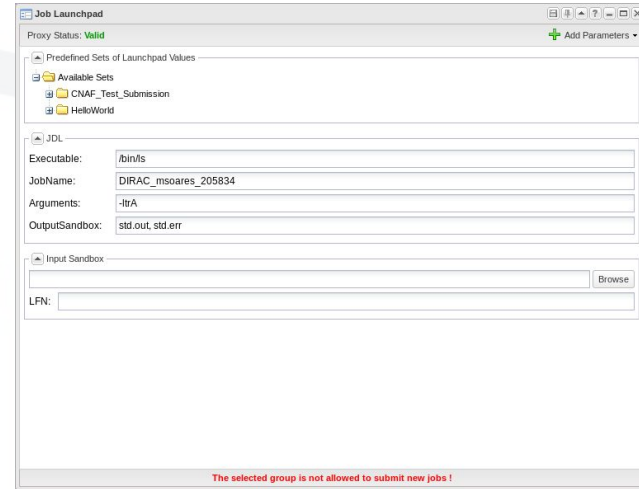 Job Launchpad
Proxy Status: Valid
Add Parameters
Predefined Sets of Launchpad Values
Available Sets
CNAF_Test_Submission
HelloWorld
JDL
Executable: /bin/ls
JobName: DIRAC_msoares_205834
Arguments: -ltrA
OutputSandbox: std.out, std.err
Input Sandbox
Browse
LFN:
The selected group is not allowed to submit new jobs !